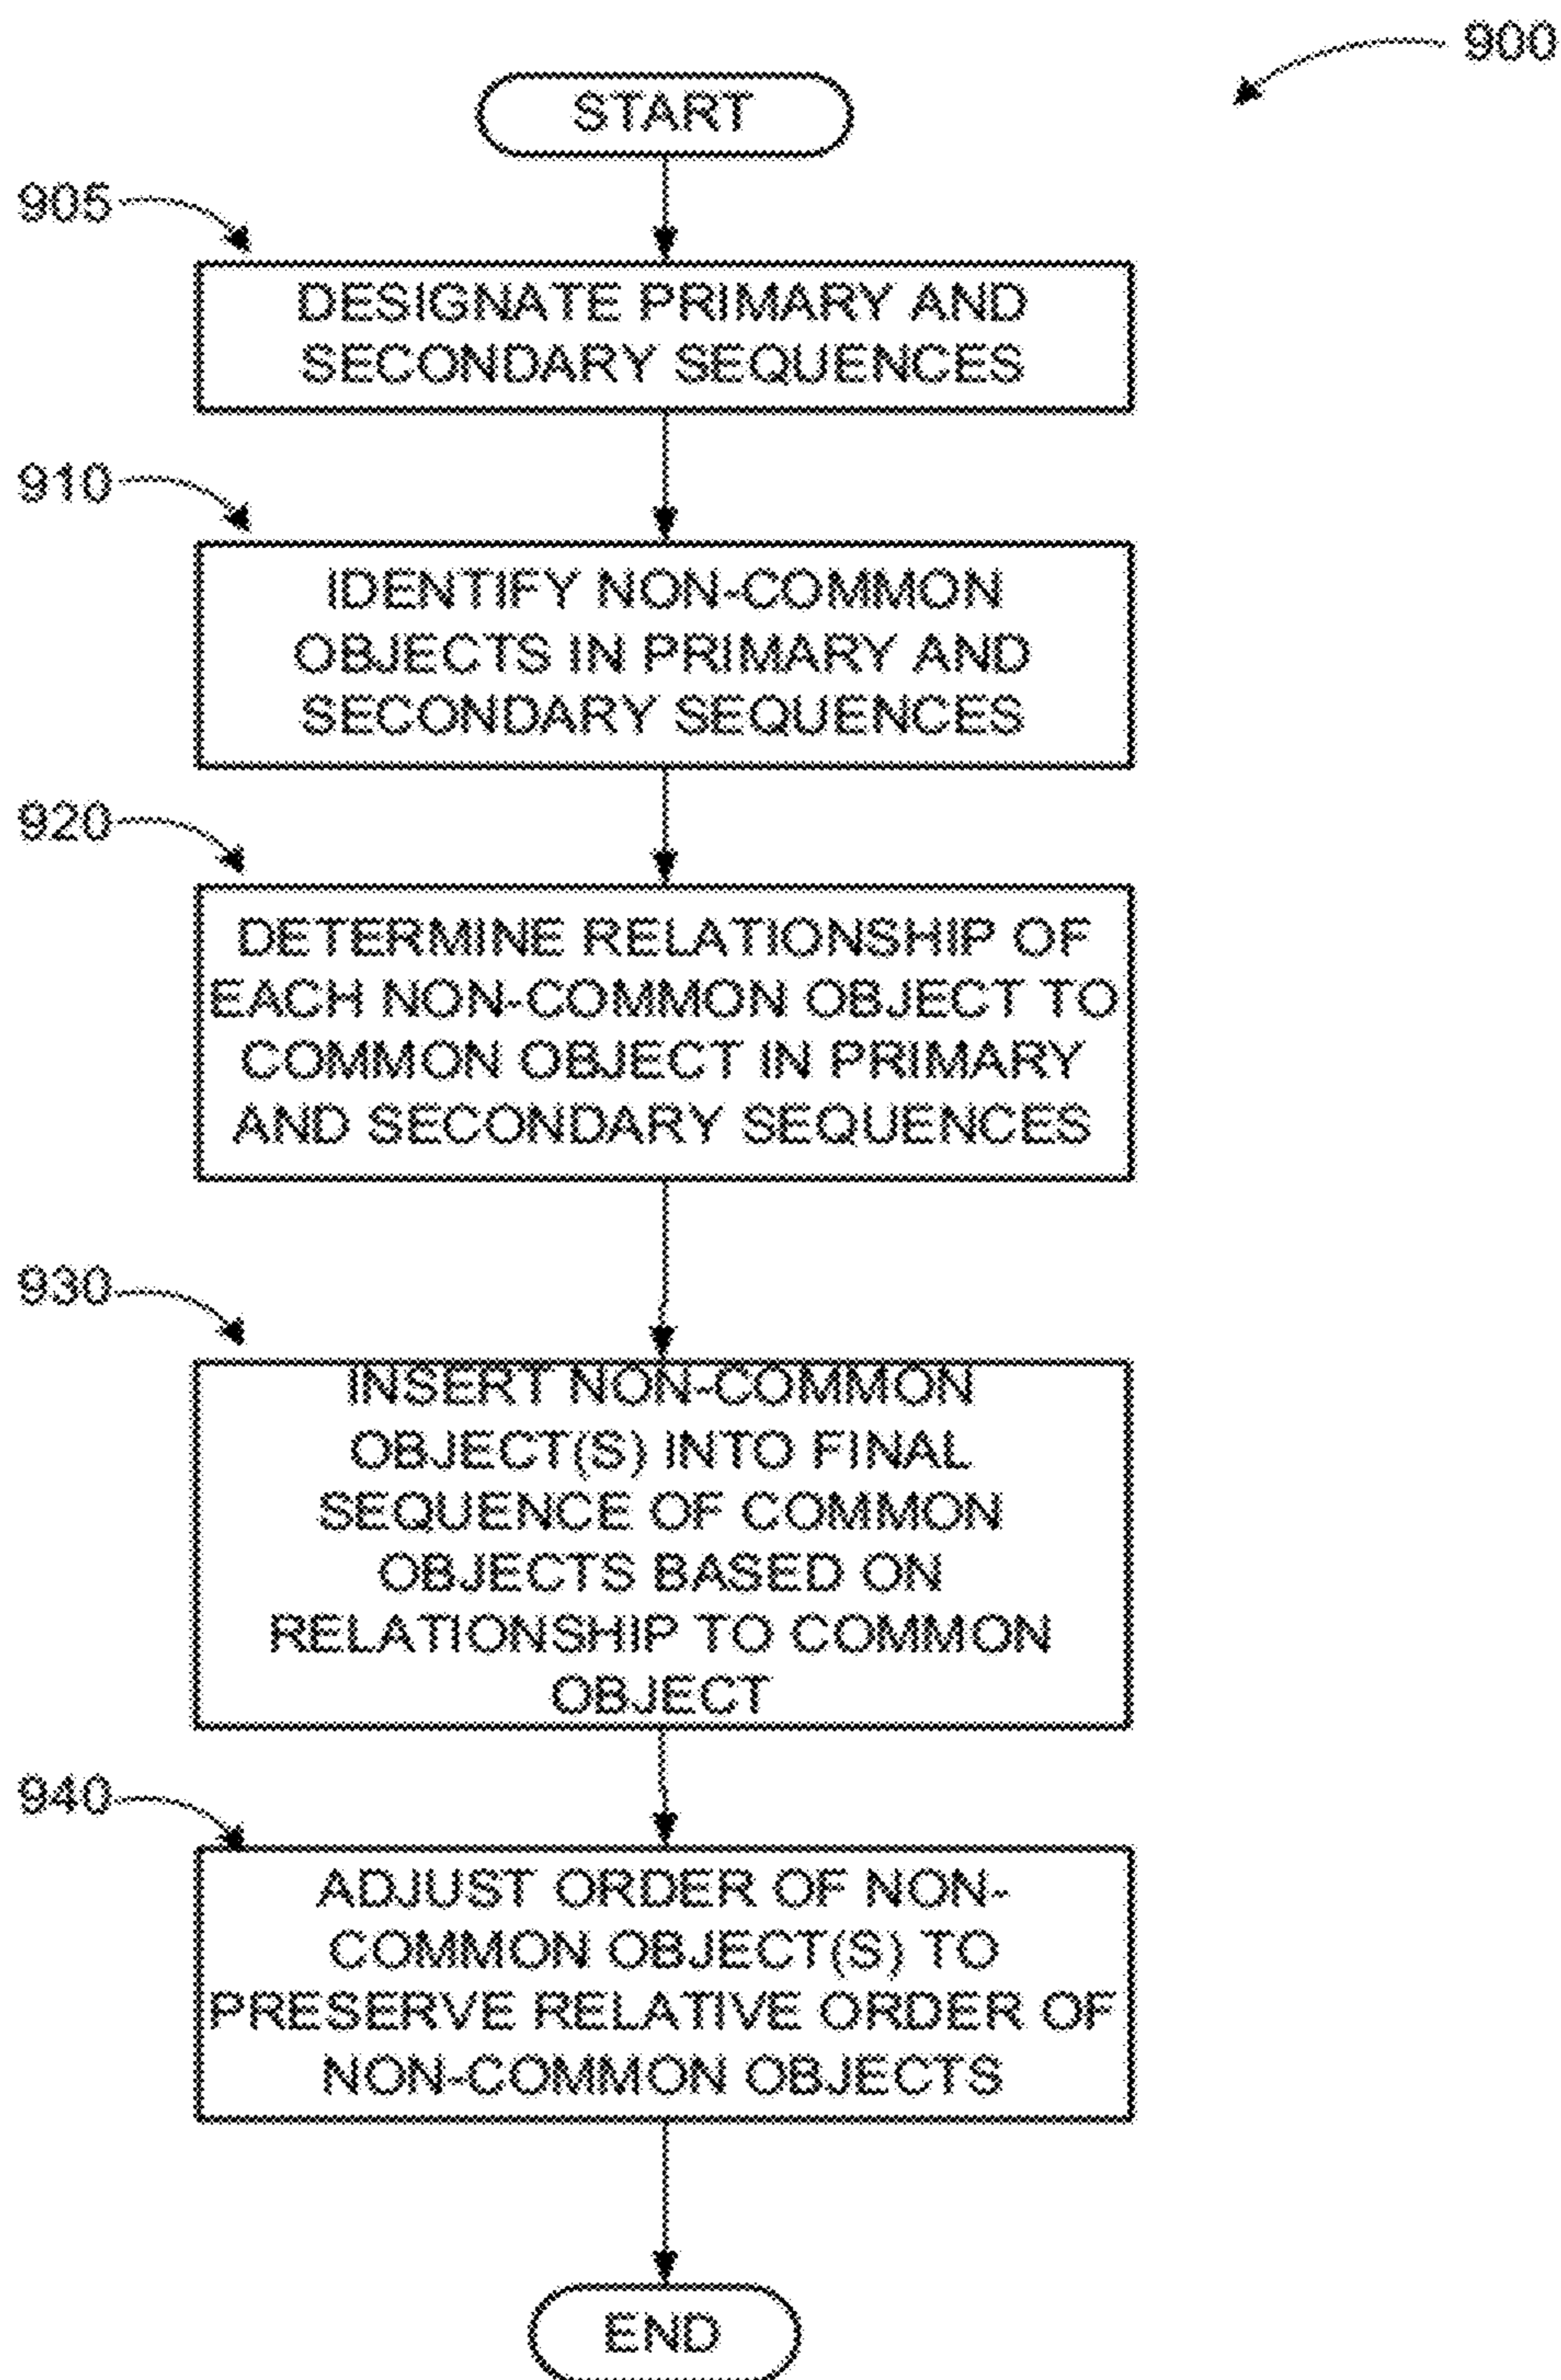 900
START
905
DESIGNATE PRIMARY AND
SECONDARY SEQUENCES
910
IDENTIFY NON-COMMON
OBJECTS IN PRIMARY AND
SECONDARY SEQUENCES
920
DETERMINE RELATIONSHIP OF
EACH NON-COMMON OBJECT TO
COMMON OBJECT IN PRIMARY
AND SECONDARY SEQUENCES
930
INSERT NON-COMMON
OBJECT(S) INTO FINAL
SEQUENCE OF COMMON
OBJECTS BASED ON
RELATIONSHIP TO COMMON
OBJECT
940
ADJUST ORDER OF NON-
COMMON OBJECT(S) TO
PRESERVE RELATIVE ORDER OF
NON-COMMON OBJECTS
END